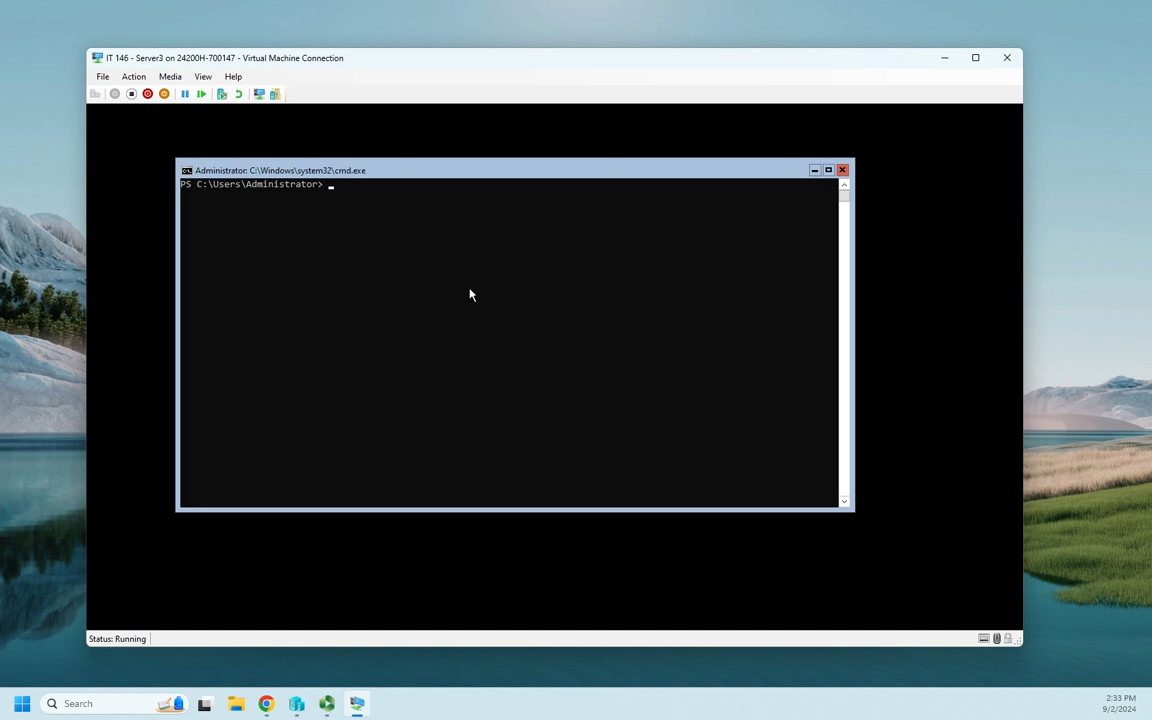 IT 146 - Server3 on 24200H-700147 - Virtual Machine Connection
File Action Media View Help
Administrator: C:\Windows\system32\cmd.exe
PS C:\Users\Administrator>
Status: Running
Search
2:33 PM
9/2/2024